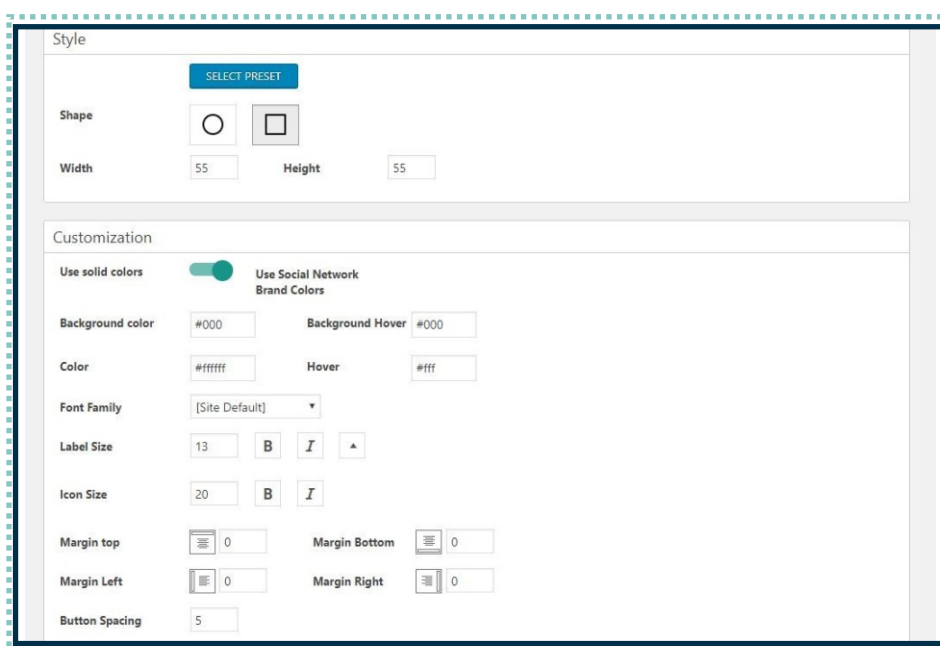 Style
SELECT PRESET
Shape
Width 55 Height 55
Customization
Use solid colors Use Social Network
Brand Colors
Background color #000 Background Hover #000
Color #ffffff Hover #fff
Font Family [Site Default]
Label Size 13 B I
Icon Size 20 B I
Margin top 0 Margin Bottom 0
Margin Left 0 Margin Right 0
Button Spacing 5